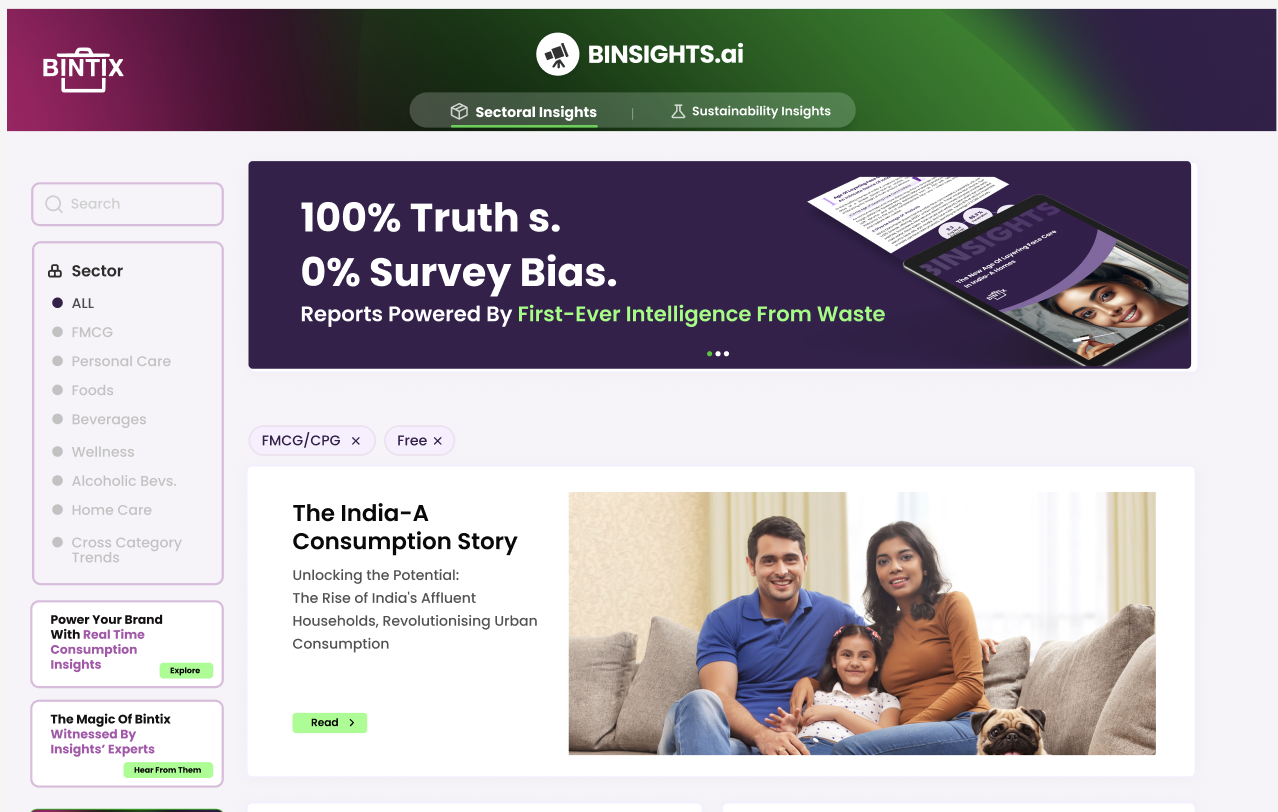 BINTIX
BINSIGHTS.ai
Sectoral Insights | Sustainability Insights
Search
Sector
ALL
FMCG
Personal Care
Foods
Beverages
Wellness
Alcoholic Bevs.
Home Care
Cross Category
Trends
Power Your Brand
With Real Time
Consumption
Insights
Explore
The Magic Of Bintix
Witnessed By
Insights’ Experts
Hear From Them
100% Truth s.
0% Survey Bias.
Reports Powered By First-Ever Intelligence From Waste
BINSIGHTS
The New Age Of Layering Face Care
In India-A Homes
BINTIX
FMCG/CPG ×
Free ×
The India-A
Consumption Story
Unlocking the Potential:
The Rise of India's Affluent
Households, Revolutionising Urban
Consumption
Read >